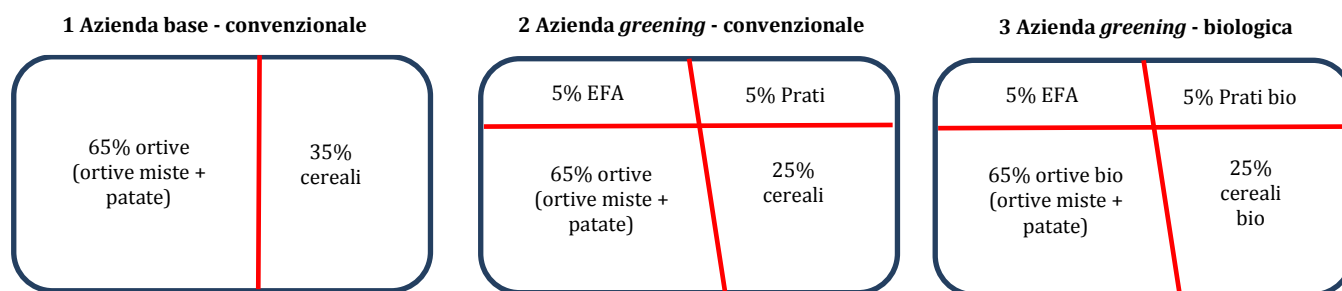 1 Azienda base - convenzionale
65% ortive
(ortive miste +
patate)
35%
cereali
2 Azienda greening - convenzionale
5% EFA
5% Prati
65% ortive
(ortive miste +
patate)
25%
cereali
3 Azienda greening - biologica
5% EFA
5% Prati bio
65% ortive bio
(ortive miste +
patate)
25%
cereali
bio